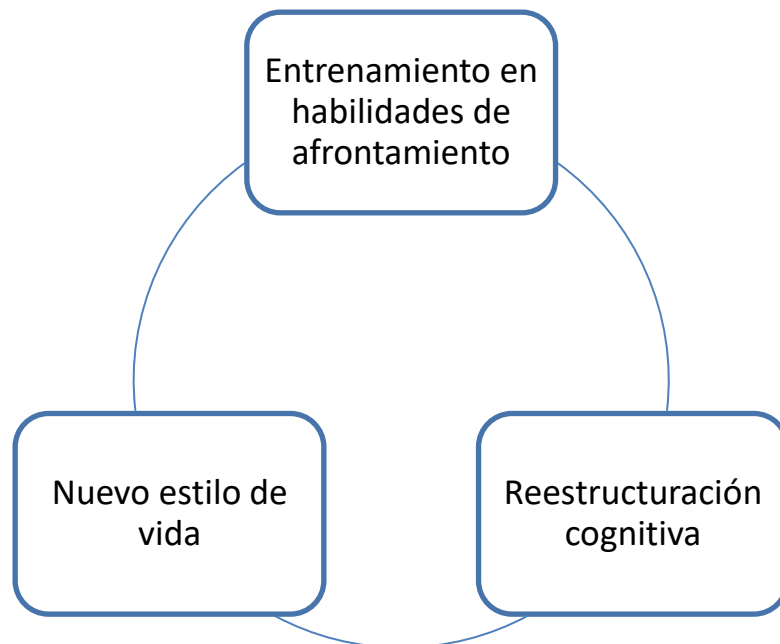 Entrenamiento en
habilidades de
afrontamiento
Nuevo estilo de
vida
Reestructuración
cognitiva